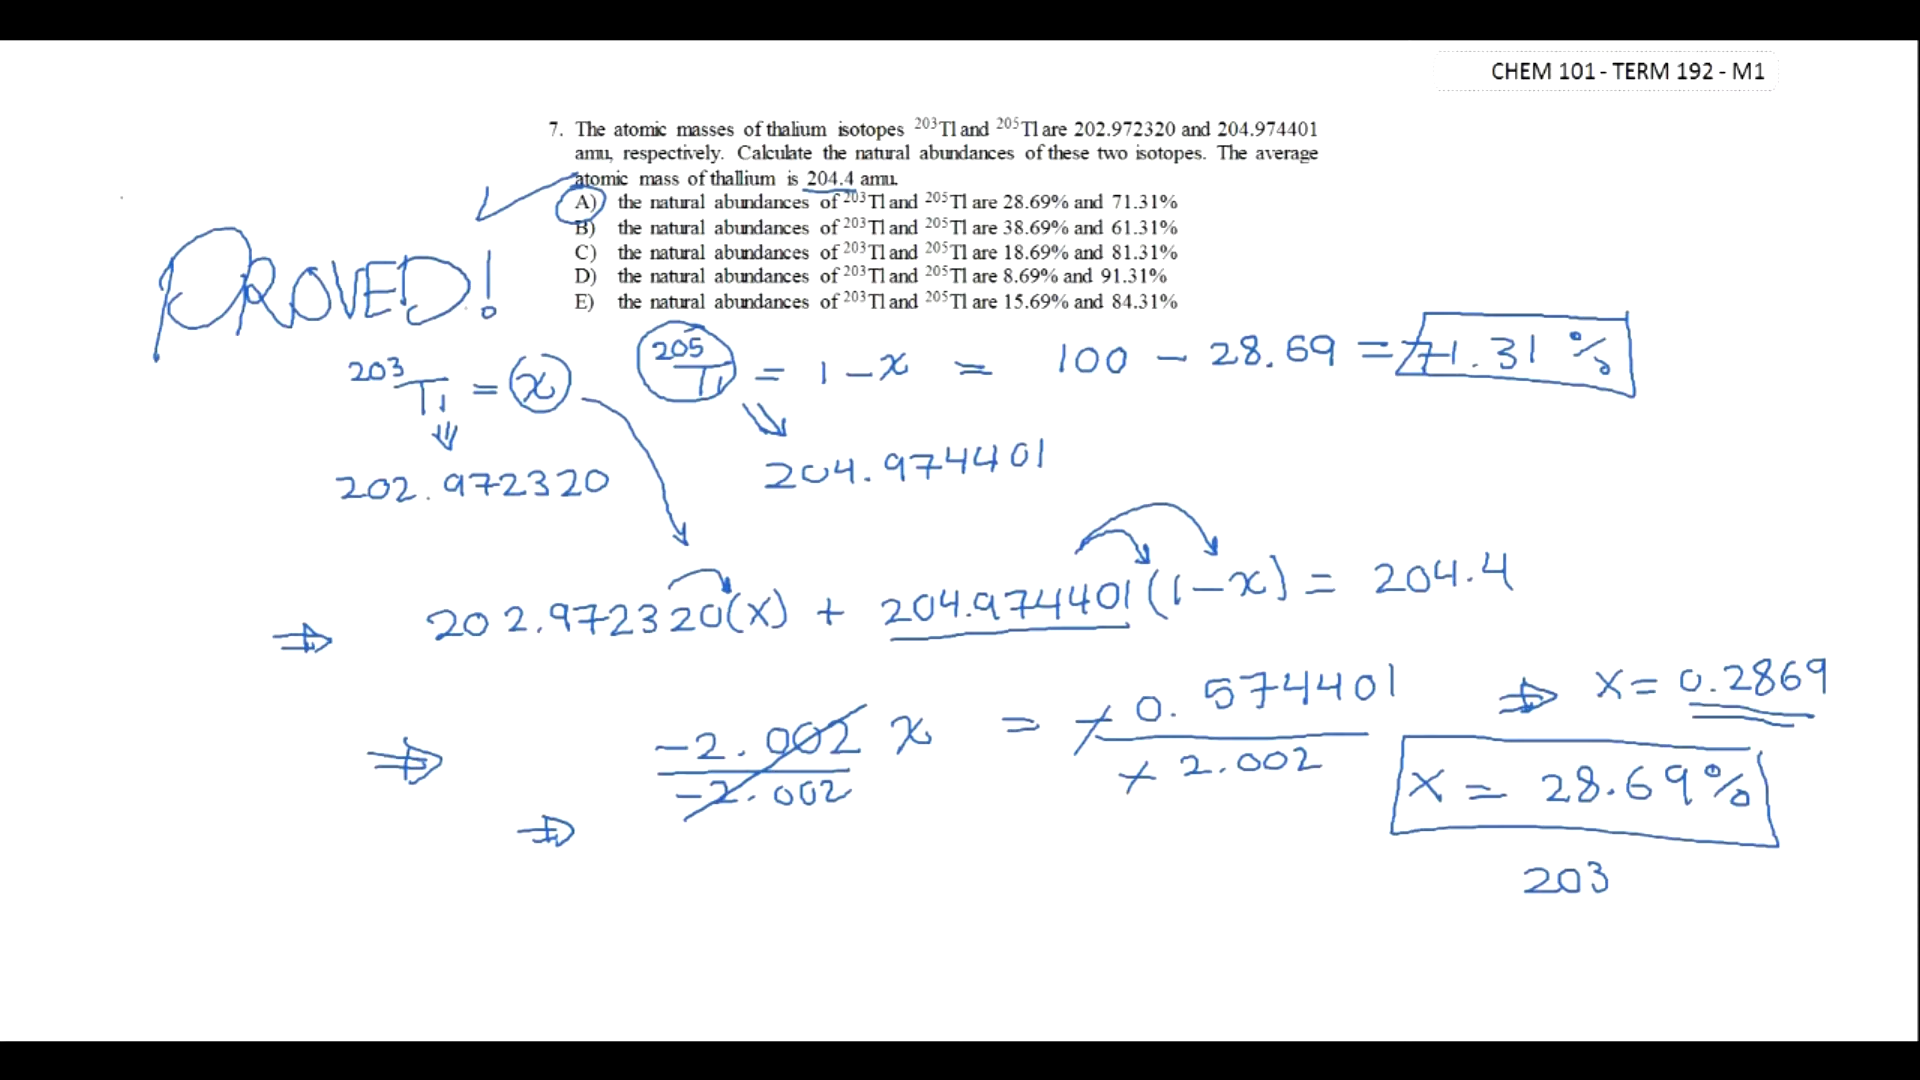 CHEM 101 - TERM 192 - M1
7. The atomic masses of thalium isotopes ²⁰³Tl and ²⁰⁵Tl are 202.972320 and 204.974401
amu, respectively. Calculate the natural abundances of these two isotopes. The average
atomic mass of thallium is 204.4 amu.
A) the natural abundances of ²⁰³Tl and ²⁰⁵Tl are 28.69% and 71.31%
B) the natural abundances of ²⁰³Tl and ²⁰⁵Tl are 38.69% and 61.31%
C) the natural abundances of ²⁰³Tl and ²⁰⁵Tl are 18.69% and 81.31%
D) the natural abundances of ²⁰³Tl and ²⁰⁵Tl are 8.69% and 91.31%
E) the natural abundances of ²⁰³Tl and ²⁰⁵Tl are 15.69% and 84.31%
PROVED!
²⁰³Tl = x
²⁰⁵Tl = 1-x = 100 - 28.69 = 71.31 %
202.972320
204.974401
⇒ 202.972320(x) + 204.974401(1-x) = 204.4
⇒ -2.002 x / -2.002 = -0.574401 / -2.002 ⇒ x = 0.2869
⇒ x = 28.69%
203